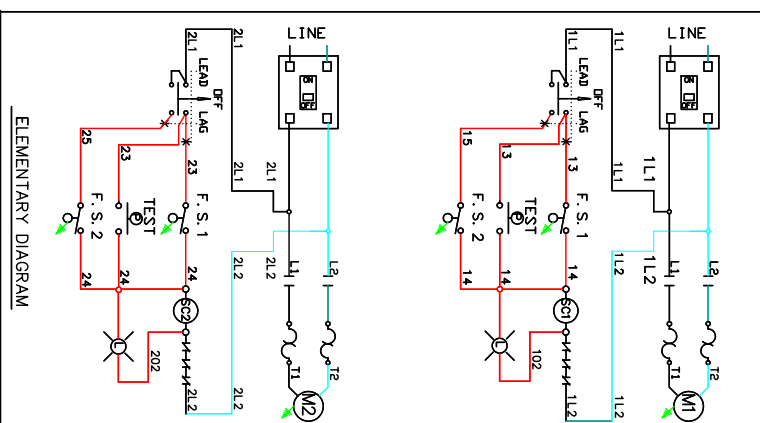 LINE
ON
OFF
2L1
2L1
2L1
2L1
LEAD
OFF
LAG
25
23
23
F. S. 2
TEST
P
F. S. 1
24
24
24
2L2
2L2
L1
L2
SC2
L
202
2L2
2L2
T1
T2
M2
ELEMENTARY DIAGRAM
LINE
ON
OFF
1L1
1L1
1L1
1L1
LEAD
OFF
LAG
15
13
13
F. S. 2
TEST
P
F. S. 1
14
14
14
1L2
1L2
L1
L2
SC1
L
102
1L2
1L2
T1
T2
M1